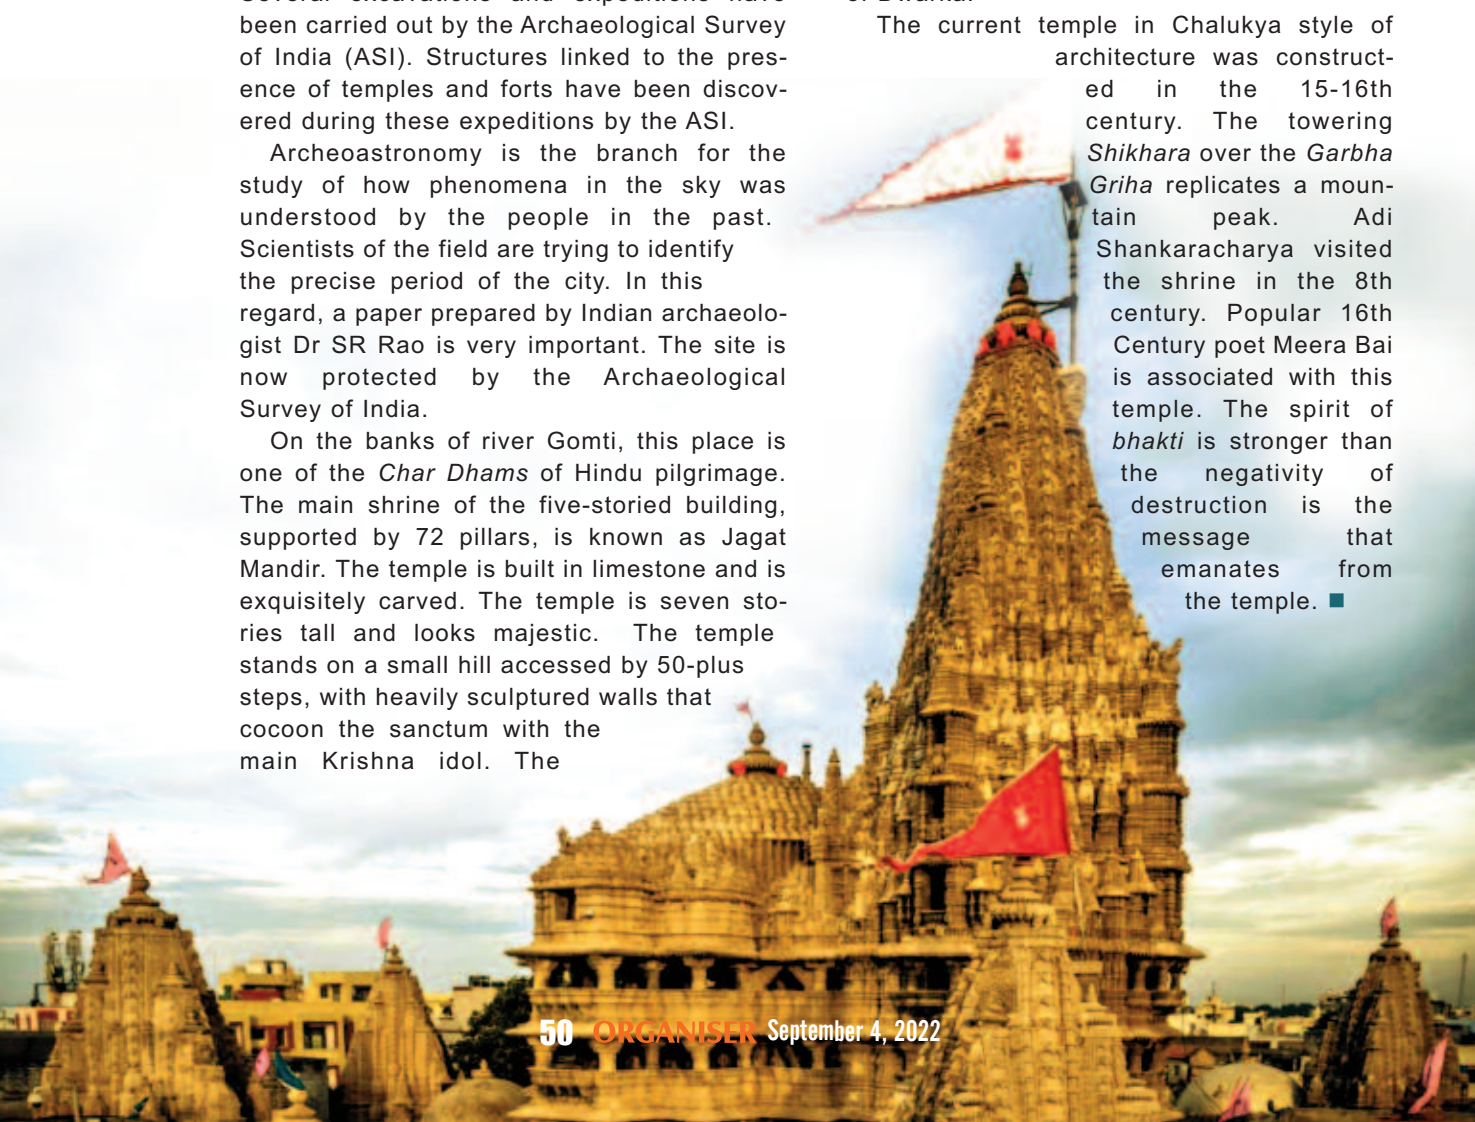 been carried out by the Archaeological Survey
of India (ASI). Structures linked to the pres-
ence of temples and forts have been discov-
ered during these expeditions by the ASI.
Archeoastronomy is the branch for the
study of how phenomena in the sky was
understood by the people in the past.
Scientists of the field are trying to identify
the precise period of the city. In this
regard, a paper prepared by Indian archaeolo-
gist Dr SR Rao is very important. The site is
now protected by the Archaeological
Survey of India.
On the banks of river Gomti, this place is
one of the Char Dhams of Hindu pilgrimage.
The main shrine of the five-storied building,
supported by 72 pillars, is known as Jagat
Mandir. The temple is built in limestone and is
exquisitely carved. The temple is seven sto-
ries tall and looks majestic. The temple
stands on a small hill accessed by 50-plus
steps, with heavily sculptured walls that
cocoon the sanctum with the
main Krishna idol. The
The current temple in Chalukya style of
architecture was construct-
ed in the 15-16th
century. The towering
Shikhara over the Garbha
Griha replicates a moun-
tain peak. Adi
Shankaracharya visited
the shrine in the 8th
century. Popular 16th
Century poet Meera Bai
is associated with this
temple. The spirit of
bhakti is stronger than
the negativity of
destruction is the
message that
emanates from
the temple. ■
50 ORGANISER September 4, 2022